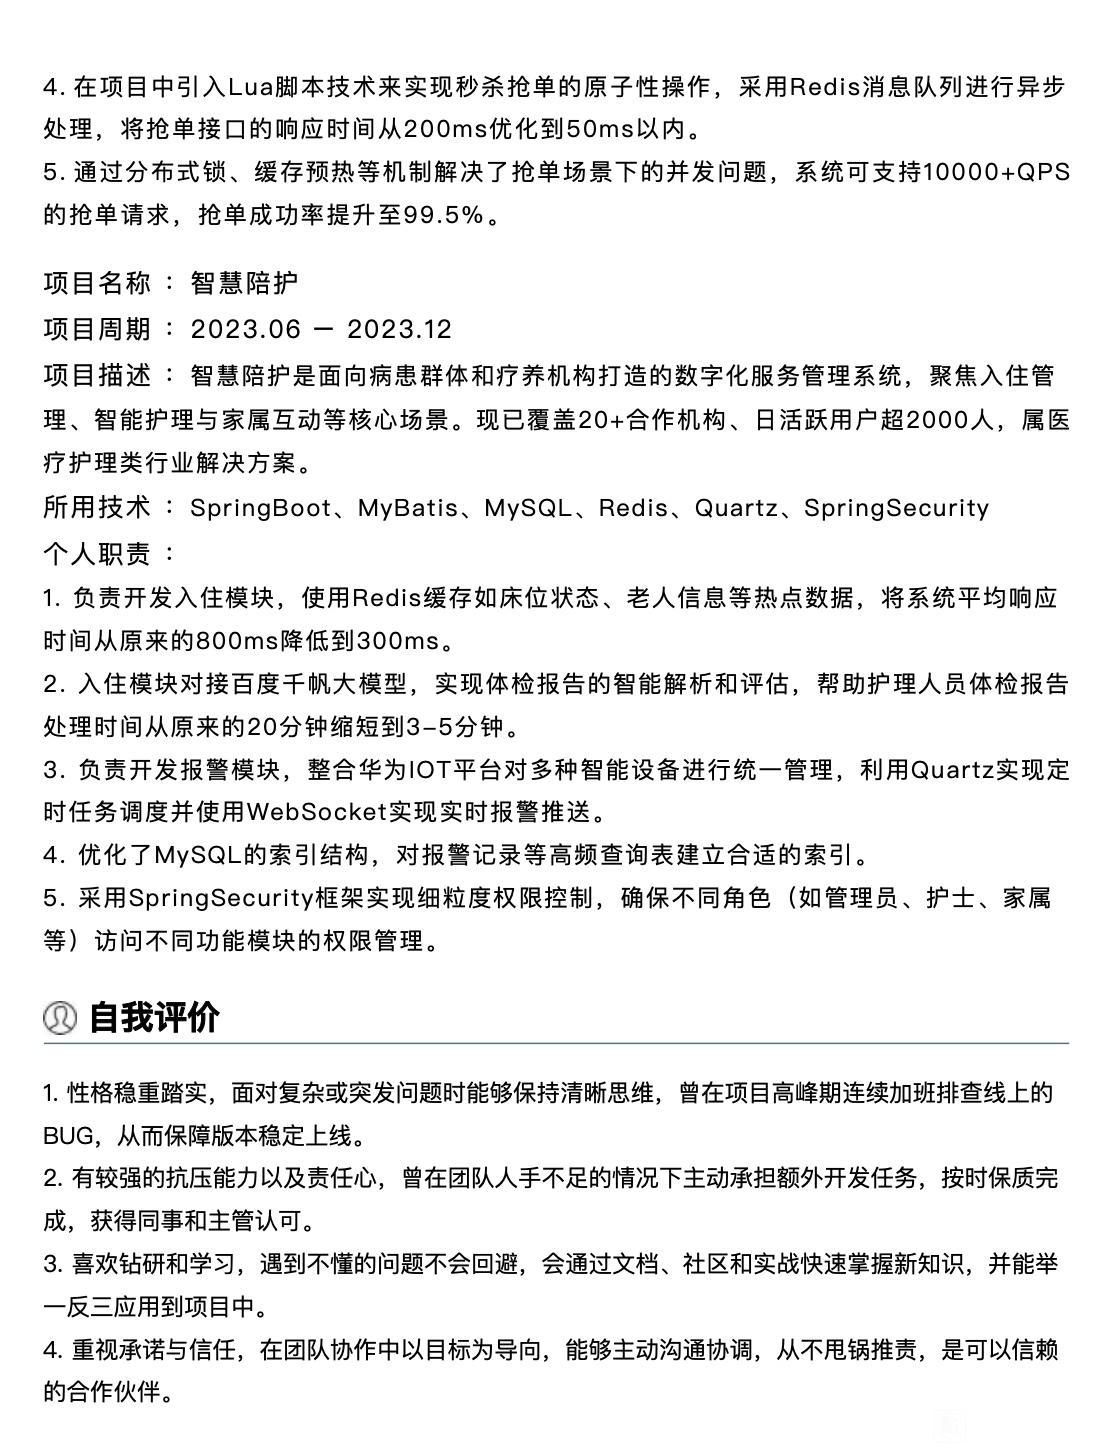 4. 在项目中引入Lua脚本技术来实现秒杀抢单的原子性操作，采用Redis消息队列进行异步
处理，将抢单接口的响应时间从200ms优化到50ms以内。
5. 通过分布式锁、缓存预热等机制解决了抢单场景下的并发问题，系统可支持10000+QPS
的抢单请求，抢单成功率提升至99.5%。
项目名称 ： 智慧陪护
项目周期 ： 2023.06 － 2023.12
项目描述 ： 智慧陪护是面向病患群体和疗养机构打造的数字化服务管理系统，聚焦入住管
理、智能护理与家属互动等核心场景。现已覆盖20+合作机构、日活跃用户超2000人，属医
疗护理类行业解决方案。
所用技术 ： SpringBoot、MyBatis、MySQL、Redis、Quartz、SpringSecurity
个人职责 ：
1. 负责开发入住模块，使用Redis缓存如床位状态、老人信息等热点数据，将系统平均响应
时间从原来的800ms降低到300ms。
2. 入住模块对接百度千帆大模型，实现体检报告的智能解析和评估，帮助护理人员体检报告
处理时间从原来的20分钟缩短到3–5分钟。
3. 负责开发报警模块，整合华为IOT平台对多种智能设备进行统一管理，利用Quartz实现定
时任务调度并使用WebSocket实现实时报警推送。
4. 优化了MySQL的索引结构，对报警记录等高频查询表建立合适的索引。
5. 采用SpringSecurity框架实现细粒度权限控制，确保不同角色（如管理员、护士、家属
等）访问不同功能模块的权限管理。
自我评价
1. 性格稳重踏实，面对复杂或突发问题时能够保持清晰思维，曾在项目高峰期连续加班排查线上的
BUG，从而保障版本稳定上线。
2. 有较强的抗压能力以及责任心，曾在团队人手不足的情况下主动承担额外开发任务，按时保质完
成，获得同事和主管认可。
3. 喜欢钻研和学习，遇到不懂的问题不会回避，会通过文档、社区和实战快速掌握新知识，并能举
一反三应用到项目中。
4. 重视承诺与信任，在团队协作中以目标为导向，能够主动沟通协调，从不甩锅推责，是可以信赖
的合作伙伴。